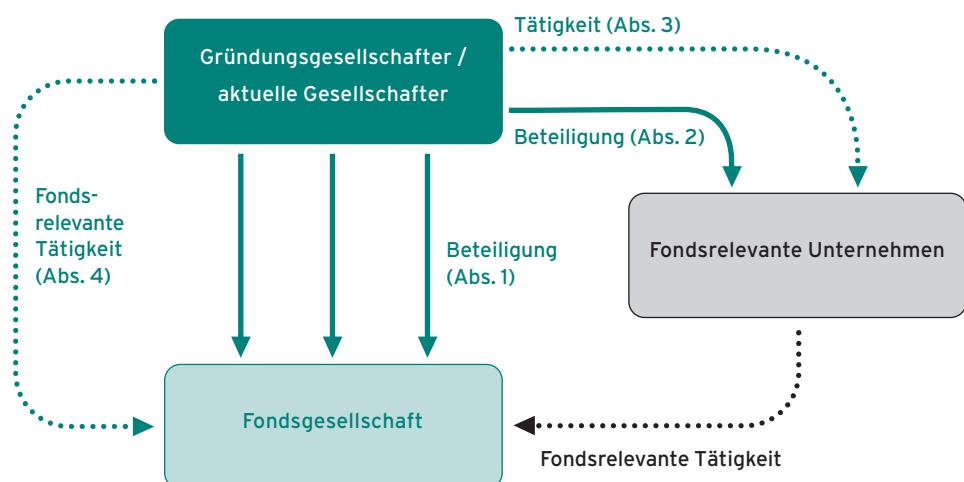 Tätigkeit (Abs. 3)
Gründungsgesellschafter /
aktuelle Gesellschafter
Beteiligung (Abs. 2)
Fonds-
relevante
Tätigkeit
(Abs. 4)
Beteiligung
(Abs. 1)
Fondsrelevante Unternehmen
Fondsgesellschaft
Fondsrelevante Tätigkeit